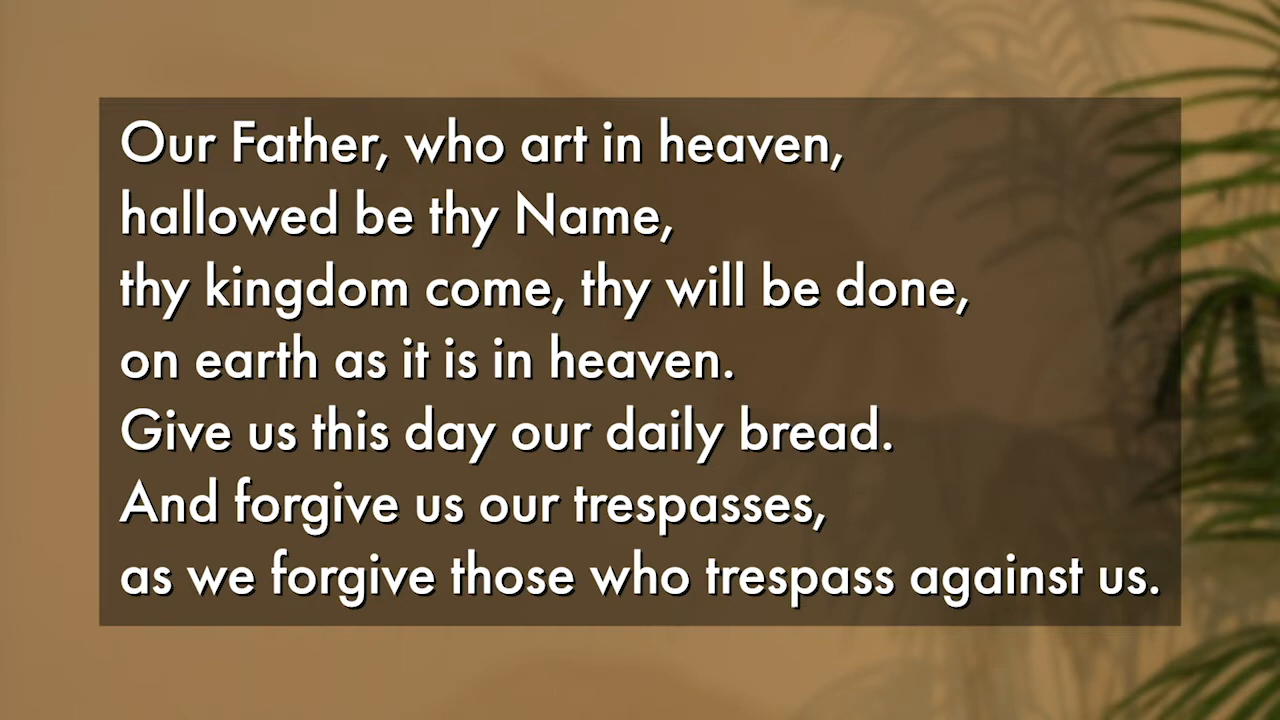 Our Father, who art in heaven,
hallowed be thy Name,
thy kingdom come, thy will be done,
on earth as it is in heaven.
Give us this day our daily bread.
And forgive us our trespasses,
as we forgive those who trespass against us.